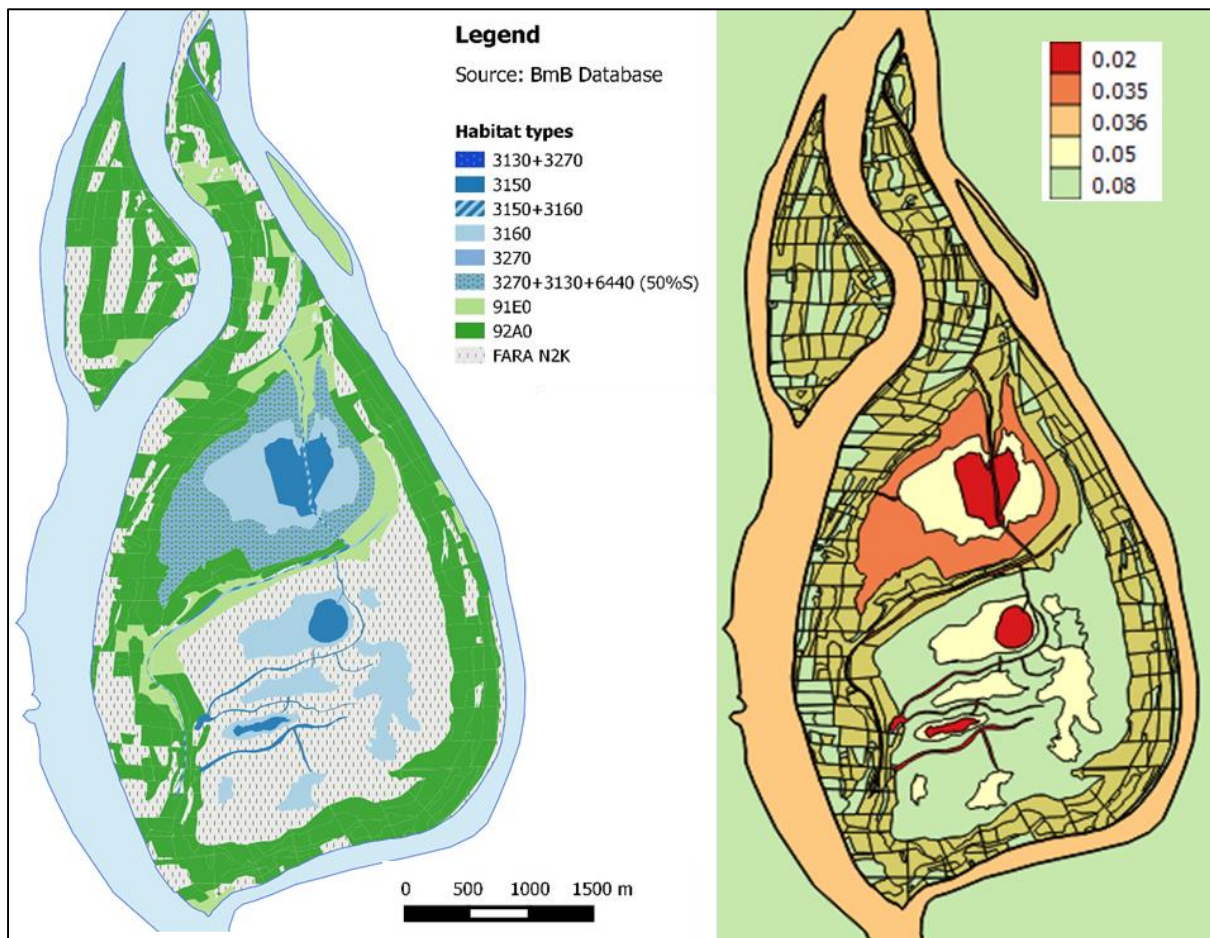 Legend
Source: BmB Database
Habitat types
3130+3270
3150
3150+3160
3160
3270
3270+3130+6440 (50%S)
91E0
92A0
FARA N2K
0 500 1000 1500 m
0.02
0.035
0.036
0.05
0.08